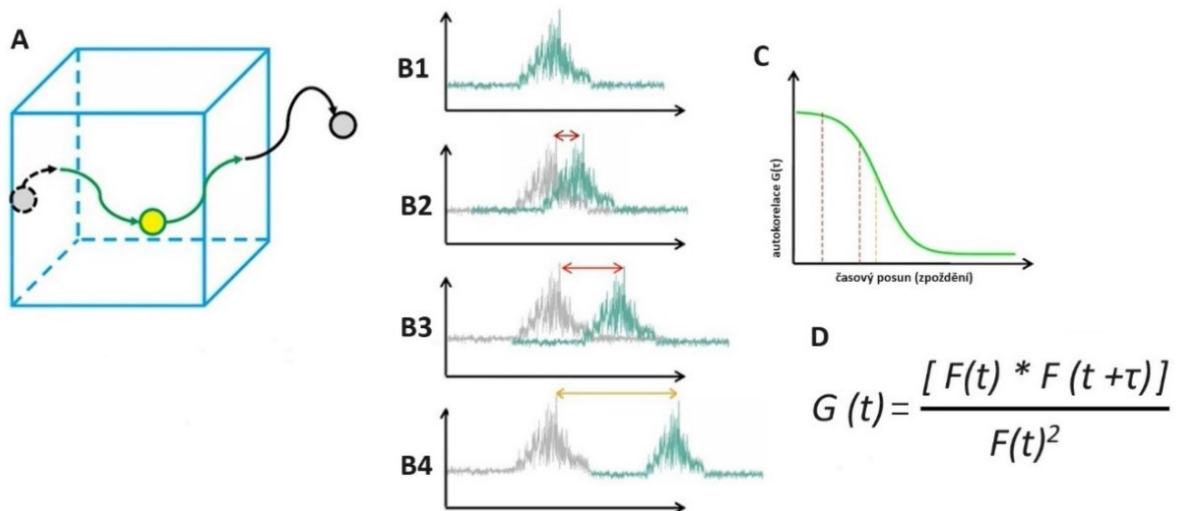 A
B1
B2
B3
B4
C
autokorelace G(τ)
časový posun (zpoždění)
D
G (t) = [ F(t) * F (t +τ) ]
F(t)²